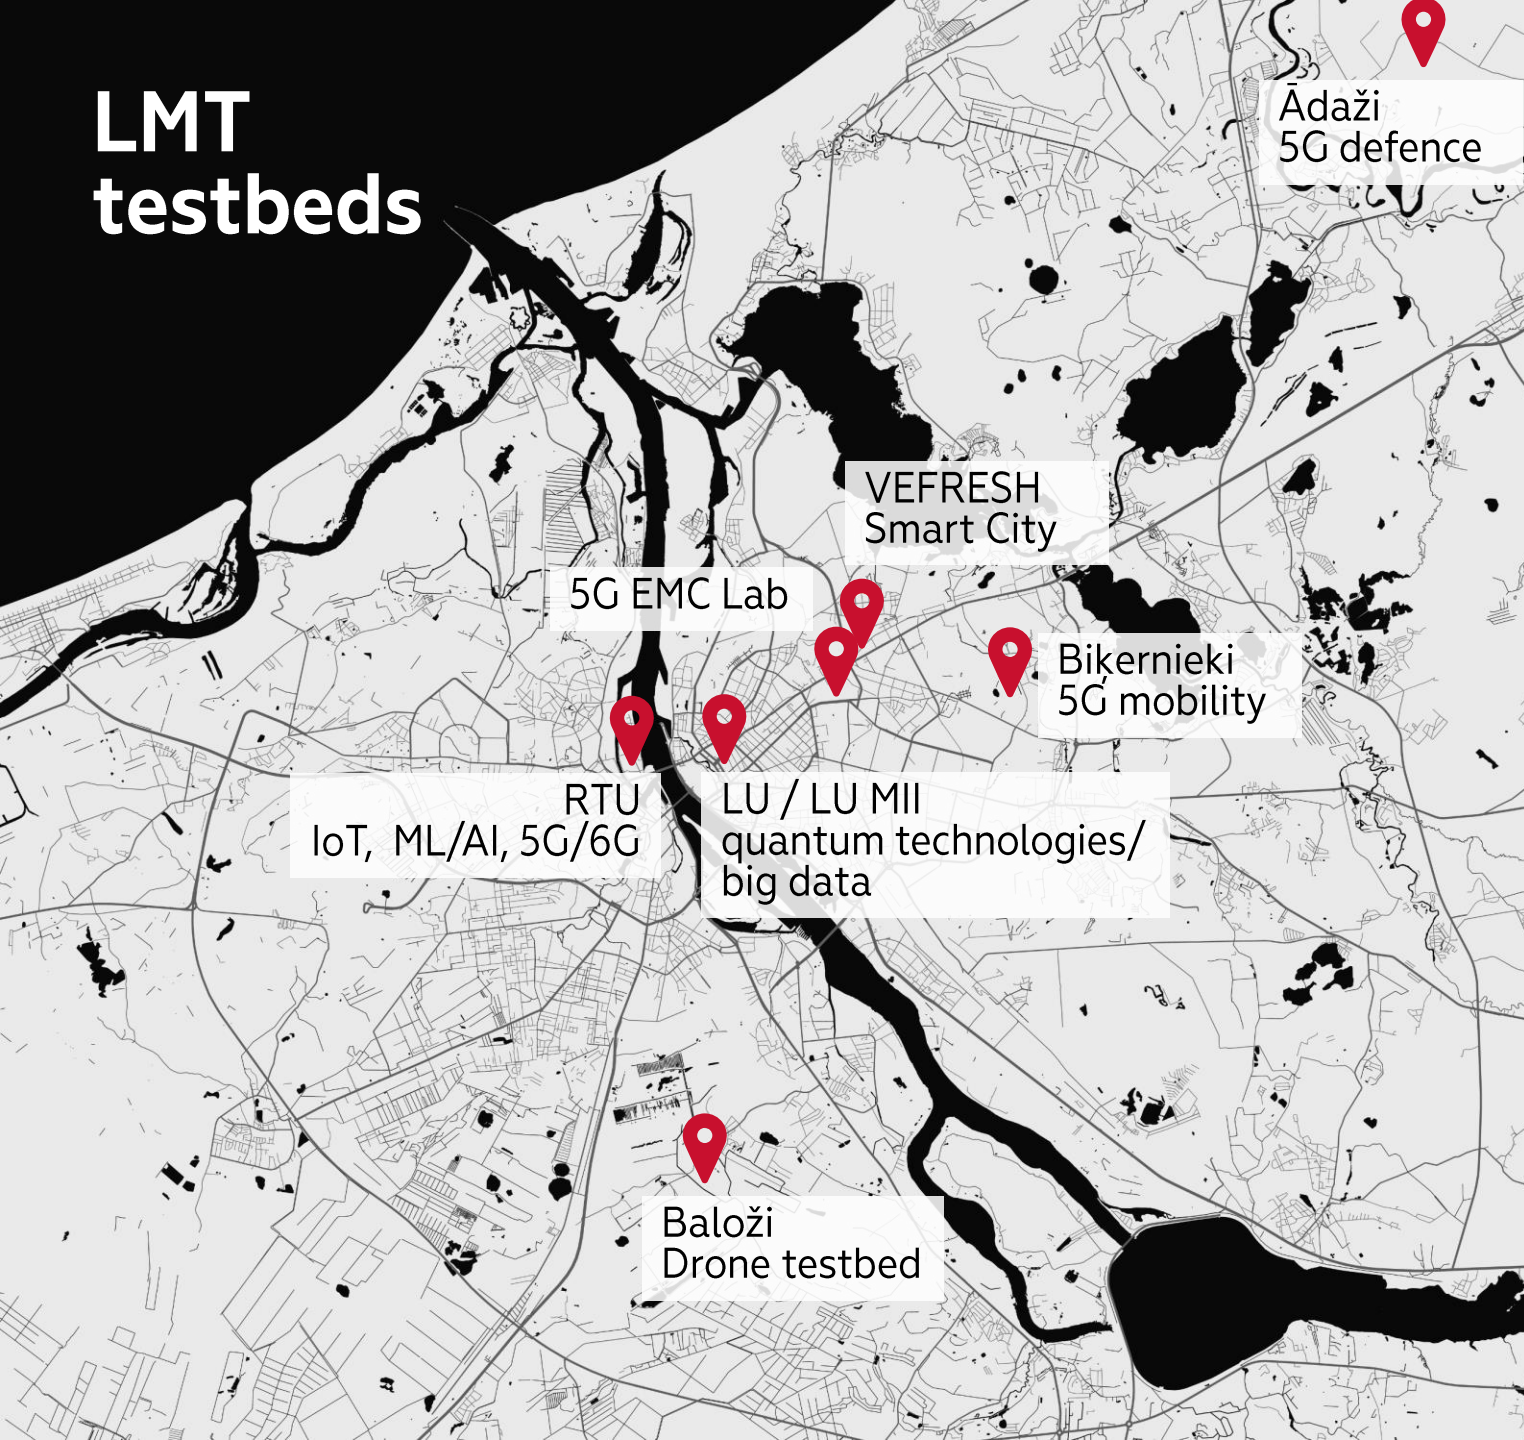 LMT
testbeds
Ādaži
5G defence
VEFRESH
Smart City
5G EMC Lab
Biķernieki
5G mobility
RTU
IoT, ML/AI, 5G/6G
LU / LU MII
quantum technologies/
big data
Baloži
Drone testbed